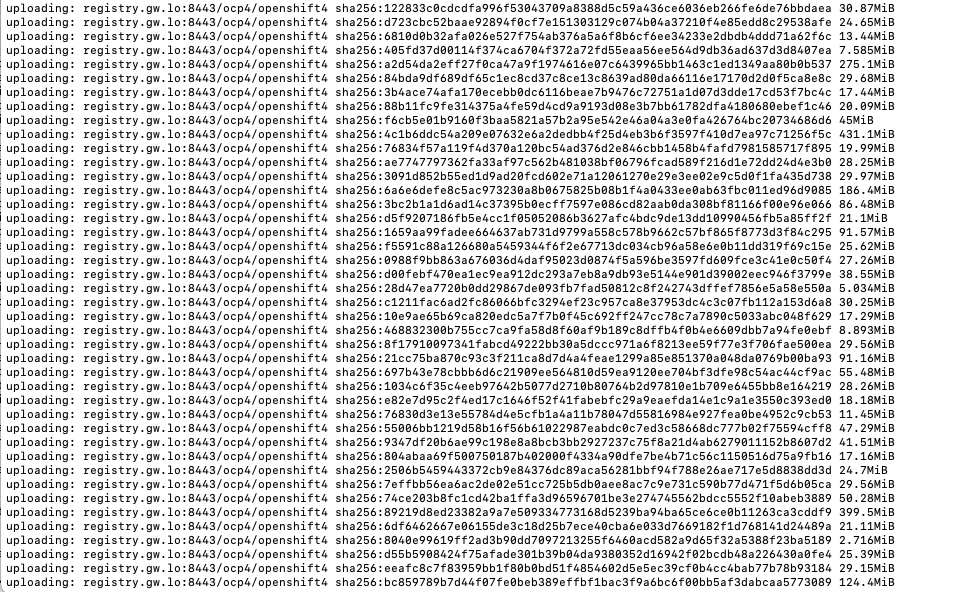 uploading: registry.gw.lo:8443/ocp4/openshift4 sha256:122833c0cdcdfa996f53043709a8388d5c59a436ce6036eb266fe6de76bbdaea 30.87MiB
uploading: registry.gw.lo:8443/ocp4/openshift4 sha256:d723cbc52baae92894f0cf7e151303129c074b04a37210f4e85edd8c29538afe 24.65MiB
uploading: registry.gw.lo:8443/ocp4/openshift4 sha256:6810d0b32afa026e527f754ab376a5a6f8b6cf6ee34233e2dbdb4ddd71a62f6c 13.44MiB
uploading: registry.gw.lo:8443/ocp4/openshift4 sha256:405fd37d00114f374ca6704f372a72fd55eaa56ee564d9db36ad637d3d8407ea 7.585MiB
uploading: registry.gw.lo:8443/ocp4/openshift4 sha256:a2d54da2eff27f0ca47a9f1974616e07c6439965bb1463c1ed1349aa80b0b537 275.1MiB
uploading: registry.gw.lo:8443/ocp4/openshift4 sha256:84bda9df689df65c1ec8cd37c8ce13c8639ad80da66116e17170d2d0f5ca8e8c 29.68MiB
uploading: registry.gw.lo:8443/ocp4/openshift4 sha256:3b4ace74afa170ecebb0dc6116beae7b9476c72751a1d07d3dde17cd53f7bc4c 17.44MiB
uploading: registry.gw.lo:8443/ocp4/openshift4 sha256:88b11fc9fe314375a4fe59d4cd9a9193d08e3b7bb61782dfa4180680ebef1c46 20.09MiB
uploading: registry.gw.lo:8443/ocp4/openshift4 sha256:f6cb5e01b9160f3baa5821a57b2a95e542e46a04a3e0fa426764bc20734686d6 45MiB
uploading: registry.gw.lo:8443/ocp4/openshift4 sha256:4c1b6ddc54a209e07632e6a2dedbb4f25d4eb3b6f3597f410d7ea97c71256f5c 431.1MiB
uploading: registry.gw.lo:8443/ocp4/openshift4 sha256:76834f57a119f4d370a120bc54ad376d2e846cbb1458b4fafd7981585717f895 19.99MiB
uploading: registry.gw.lo:8443/ocp4/openshift4 sha256:ae7747797362fa33af97c562b481038bf06796fcad589f216d1e72dd24d4e3b0 28.25MiB
uploading: registry.gw.lo:8443/ocp4/openshift4 sha256:3091d852b55ed1d9ad20fcd602e71a12061270e29e3ee02e9c5d0f1fa435d738 29.97MiB
uploading: registry.gw.lo:8443/ocp4/openshift4 sha256:6a6e6defe8c5ac973230a8b0675825b08b1f4a0433ee0ab63fbc011ed96d9085 186.4MiB
uploading: registry.gw.lo:8443/ocp4/openshift4 sha256:3bc2b1a1d6ad14c37395b0ecff7597e086cd82aab0da308bf81166f00e96e066 86.48MiB
uploading: registry.gw.lo:8443/ocp4/openshift4 sha256:d5f9207186fb5e4cc1f05052086b3627afc4bdc9de13dd10990456fb5a85ff2f 21.1MiB
uploading: registry.gw.lo:8443/ocp4/openshift4 sha256:1659aa99fadee664637ab731d9799a558c578b9662c57bf865f8773d3f84c295 91.57MiB
uploading: registry.gw.lo:8443/ocp4/openshift4 sha256:f5591c88a126680a5459344f6f2e67713dc034cb96a58e6e0b11dd319f69c15e 25.62MiB
uploading: registry.gw.lo:8443/ocp4/openshift4 sha256:0988f9bb863a676036d4daf95023d0874f5a596be3597fd609fce3c41e0c50f4 27.26MiB
uploading: registry.gw.lo:8443/ocp4/openshift4 sha256:d00febf470ea1ec9ea912dc293a7eb8a9db93e5144e901d39002eec946f3799e 38.55MiB
uploading: registry.gw.lo:8443/ocp4/openshift4 sha256:28d47ea7720b0dd29867de093fb7fad50812c8f242743dffef7856e5a58e550a 5.034MiB
uploading: registry.gw.lo:8443/ocp4/openshift4 sha256:c1211fac6ad2fc86066bfc3294ef23c957ca8e37953dc4c3c07fb112a153d6a8 30.25MiB
uploading: registry.gw.lo:8443/ocp4/openshift4 sha256:10e9ae65b69ca820edc5a7f7b0f45c692ff247cc78c7a7890c5033abc048f629 17.29MiB
uploading: registry.gw.lo:8443/ocp4/openshift4 sha256:468832300b755cc7ca9fa58d8f60af9b189c8dffb4f0b4e6609dbb7a94fe0ebf 8.893MiB
uploading: registry.gw.lo:8443/ocp4/openshift4 sha256:8f17910097341fabcd49222bb30a5dccc971a6f8213ee59f77e3f706fae500ea 29.56MiB
uploading: registry.gw.lo:8443/ocp4/openshift4 sha256:21cc75ba870c93c3f211ca8d7d4a4feae1299a85e851370a048da0769b00ba93 91.16MiB
uploading: registry.gw.lo:8443/ocp4/openshift4 sha256:697b43e78cbbb6d6c21909ee564810d59ea9120ee704bf3dfe98c54ac44cf9ac 55.48MiB
uploading: registry.gw.lo:8443/ocp4/openshift4 sha256:1034c6f35c4eeb97642b5077d2710b80764b2d97810e1b709e6455bb8e164219 28.26MiB
uploading: registry.gw.lo:8443/ocp4/openshift4 sha256:e82e7d95c2f4ed17c1646f52f41fabebfc29a9eaefda14e1c9a1e3550c393ed0 18.18MiB
uploading: registry.gw.lo:8443/ocp4/openshift4 sha256:76830d3e13e55784d4e5cfb1a4a11b78047d55816984e927fea0be4952c9cb53 11.45MiB
uploading: registry.gw.lo:8443/ocp4/openshift4 sha256:55006bb1219d58b16f56b61022987eabdc0c7ed3c58668dc777b02f75594cff8 47.29MiB
uploading: registry.gw.lo:8443/ocp4/openshift4 sha256:9347df20b6ae99c198e8a8bcb3bb2927237c75f8a21d4ab6279011152b8607d2 41.51MiB
uploading: registry.gw.lo:8443/ocp4/openshift4 sha256:804abaa69f500750187b402000f4334a90dfe7be4b71c56c1150516d75a9fb16 17.16MiB
uploading: registry.gw.lo:8443/ocp4/openshift4 sha256:2506b5459443372cb9e84376dc89aca56281bbf94f788e26ae717e5d8838dd3d 24.7MiB
uploading: registry.gw.lo:8443/ocp4/openshift4 sha256:7effbb56ea6ac2de02e51cc725b5db0aee8ac7c9e731c590b77d471f5d6b05ca 29.56MiB
uploading: registry.gw.lo:8443/ocp4/openshift4 sha256:74ce203b8fc1cd42ba1ffa3d96596701be3e274745562bdcc5552f10abeb3889 50.28MiB
uploading: registry.gw.lo:8443/ocp4/openshift4 sha256:89219d8ed23382a9a7e509334773168d5239ba94ba65ce6ce0b11263ca3cddf9 399.5MiB
uploading: registry.gw.lo:8443/ocp4/openshift4 sha256:6df6462667e06155de3c18d25b7ece40cba6e033d7669182f1d768141d24489a 21.11MiB
uploading: registry.gw.lo:8443/ocp4/openshift4 sha256:8040e99619ff2ad3b90dd7097213255f6460acd582a9d65f32a5388f23ba5189 2.716MiB
uploading: registry.gw.lo:8443/ocp4/openshift4 sha256:d55b5908424f75afade301b39b04da9380352d16942f02bcdb48a226430a0fe4 25.39MiB
uploading: registry.gw.lo:8443/ocp4/openshift4 sha256:eeafc8c7f83959bb1f80b0bd51f4854602d5e5ec39cf0b4cc4bab77b78b93184 29.15MiB
uploading: registry.gw.lo:8443/ocp4/openshift4 sha256:bc859789b7d44f07fe0beb389effbf1bac3f9a6bc6f00bb5af3dabcaa5773089 124.4MiB